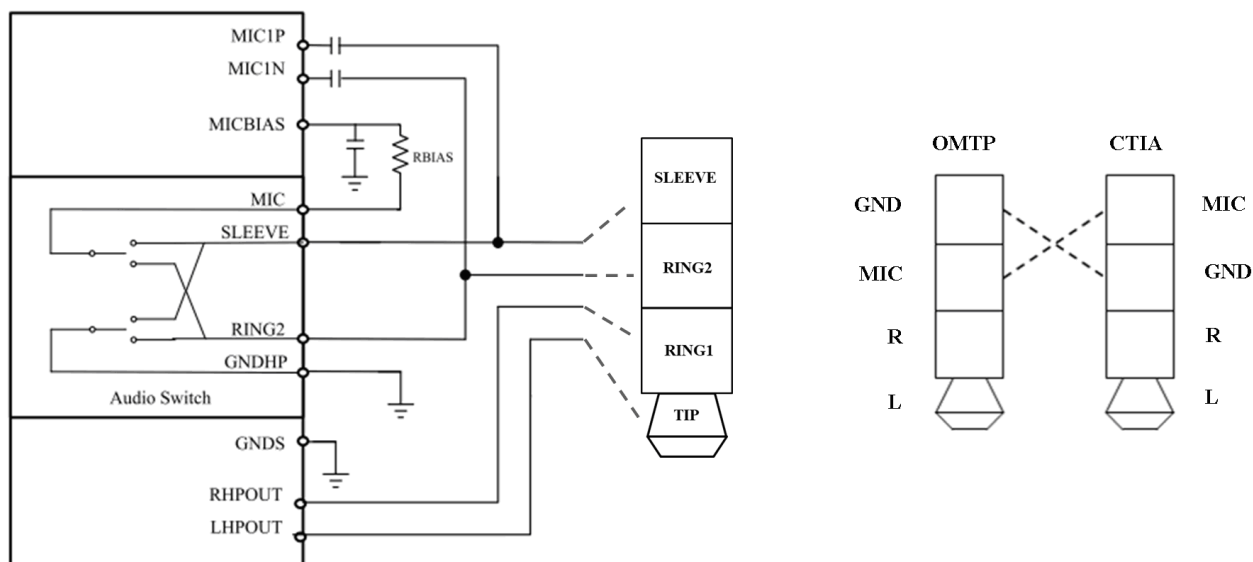 MIC1P
MIC1N
MICBIAS
RBIAS
MIC
SLEEVE
RING2
GNDHP
Audio Switch
GNDS
RHPOUT
LHPOUT
SLEEVE
RING2
RING1
TIP
OMTP
CTIA
GND
MIC
MIC
GND
R
R
L
L